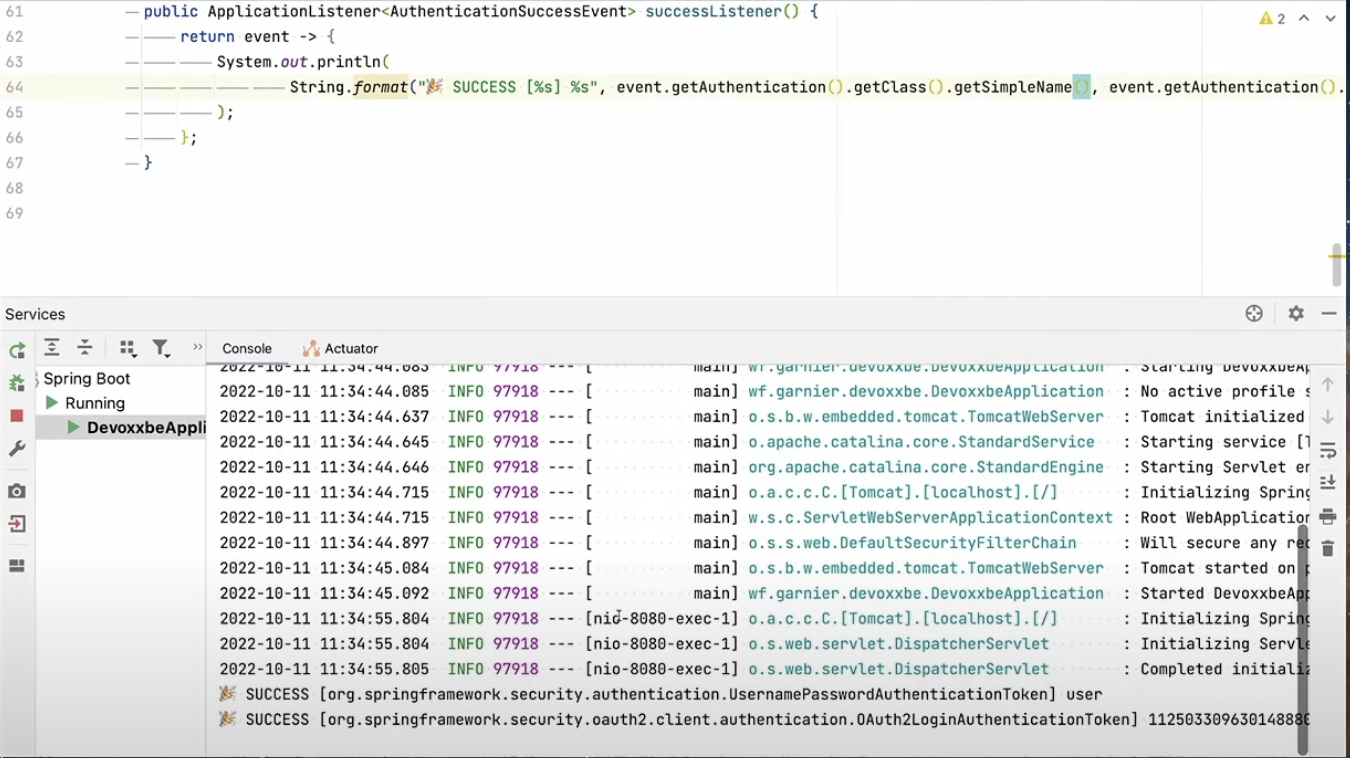 61 public ApplicationListener<AuthenticationSuccessEvent> successListener() {
2
62 return event -> {
63 System.out.println(
64 String.format("🎉 SUCCESS [%s] %s", event.getAuthentication().getClass().getSimpleName(), event.getAuthentication().
65 );
66 };
67 }
68
69
Services
Console Actuator
Spring Boot
Running
DevoxxbeAppli
2022-10-11 11:34:44.083 INFO 97918 --- [ main] wf.garnier.devoxxbe.DevoxxbeApplication : Starting DevoxxbeAp
2022-10-11 11:34:44.085 INFO 97918 --- [ main] wf.garnier.devoxxbe.DevoxxbeApplication : No active profile s
2022-10-11 11:34:44.637 INFO 97918 --- [ main] o.s.b.w.embedded.tomcat.TomcatWebServer : Tomcat initialized
2022-10-11 11:34:44.645 INFO 97918 --- [ main] o.apache.catalina.core.StandardService : Starting service [T
2022-10-11 11:34:44.646 INFO 97918 --- [ main] org.apache.catalina.core.StandardEngine : Starting Servlet en
2022-10-11 11:34:44.715 INFO 97918 --- [ main] o.a.c.c.C.[Tomcat].[localhost].[/] : Initializing Spring
2022-10-11 11:34:44.715 INFO 97918 --- [ main] w.s.c.ServletWebServerApplicationContext : Root WebApplication
2022-10-11 11:34:44.897 INFO 97918 --- [ main] o.s.s.web.DefaultSecurityFilterChain : Will secure any req
2022-10-11 11:34:45.084 INFO 97918 --- [ main] o.s.b.w.embedded.tomcat.TomcatWebServer : Tomcat started on p
2022-10-11 11:34:45.092 INFO 97918 --- [ main] wf.garnier.devoxxbe.DevoxxbeApplication : Started DevoxxbeApp
2022-10-11 11:34:55.804 INFO 97918 --- [nio-8080-exec-1] o.a.c.c.C.[Tomcat].[localhost].[/] : Initializing Spring
2022-10-11 11:34:55.804 INFO 97918 --- [nio-8080-exec-1] o.s.web.servlet.DispatcherServlet : Initializing Servle
2022-10-11 11:34:55.805 INFO 97918 --- [nio-8080-exec-1] o.s.web.servlet.DispatcherServlet : Completed initializ
🎉 SUCCESS [org.springframework.security.authentication.UsernamePasswordAuthenticationToken] user
🎉 SUCCESS [org.springframework.security.oauth2.client.authentication.OAuth2LoginAuthenticationToken] 112503309630148880